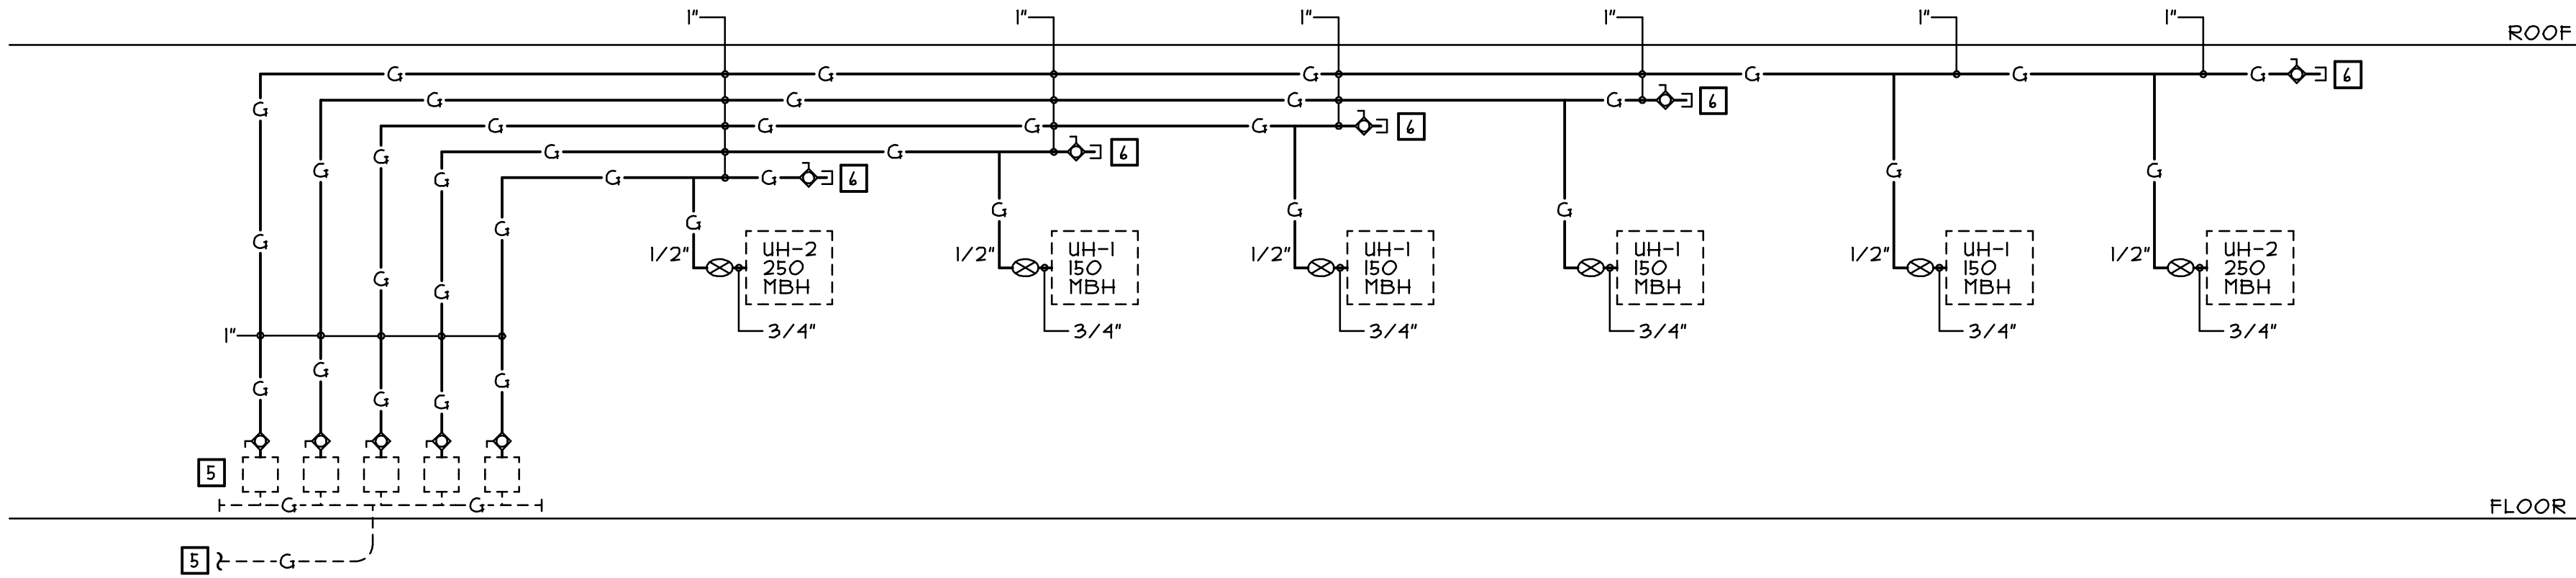 1" 1" 1" 1" 1" 1"
ROOF
G G G G G G 6
G G G G G 6
G G G G G 6
G G G G 6
G G G 6
G G G
G G G G G G
G G
1/2" 1/2" 1/2" 1/2" 1/2"
UH-2 UH-1 UH-1 UH-1 UH-1 UH-2
250 150 150 150 150 250
MBH MBH MBH MBH MBH MBH
3/4" 3/4" 3/4" 3/4" 3/4" 3/4"
1"
G G G G G
5
G G
FLOOR
5 G